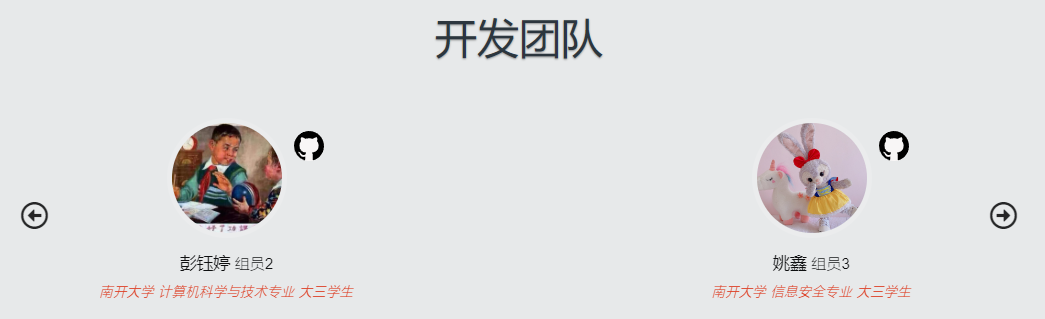 开发团队
彭钰婷 组员2
南开大学 计算机科学与技术专业 大三学生
姚鑫 组员3
南开大学 信息安全专业 大三学生